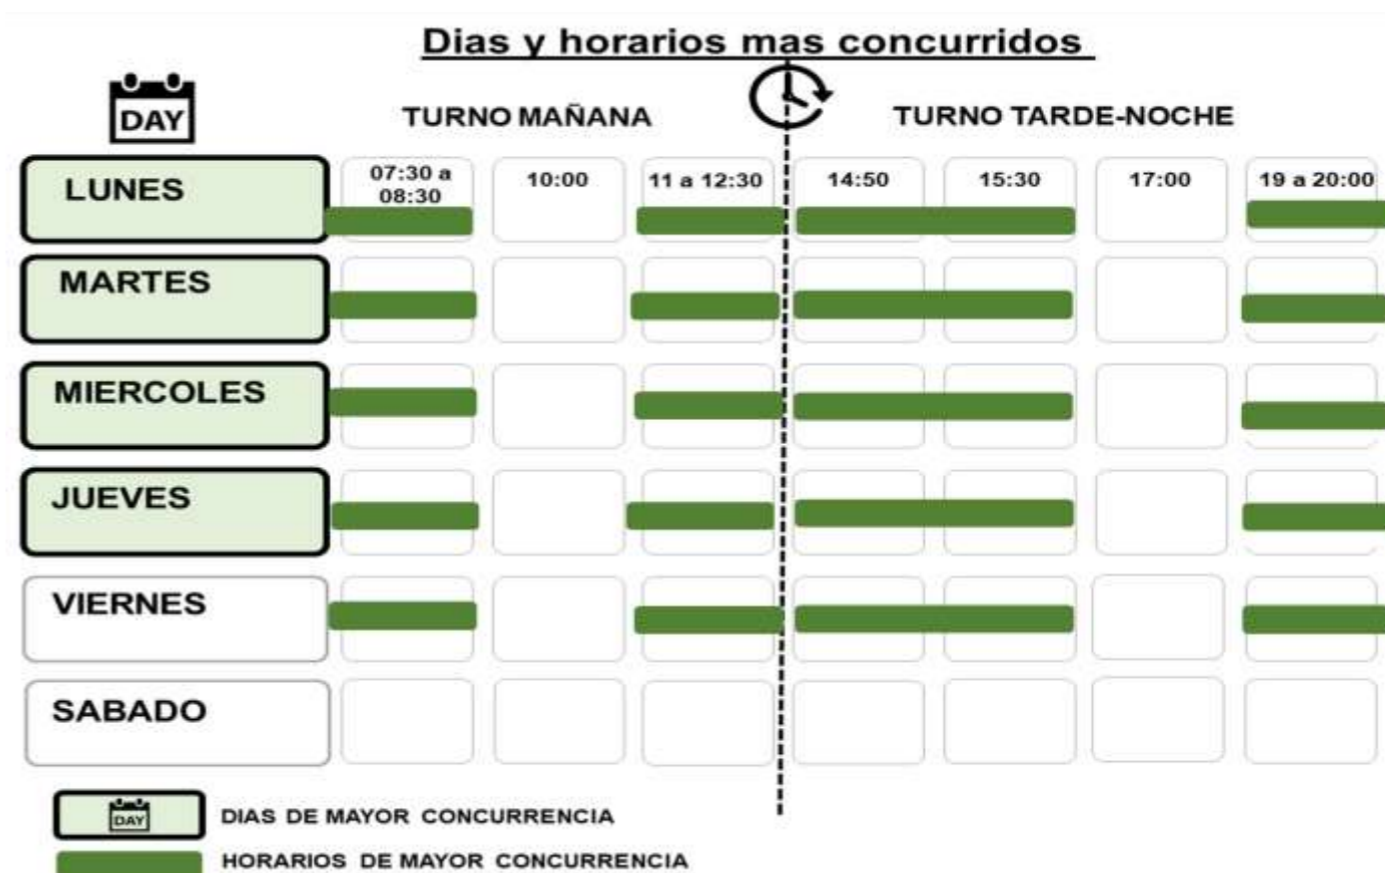 Dias y horarios mas concurridos
DAY
TURNO MAÑANA
TURNO TARDE-NOCHE
LUNES
07:30 a
08:30
10:00
11 a 12:30
14:50
15:30
17:00
19 a 20:00
MARTES
MIERCOLES
JUEVES
VIERNES
SABADO
DAY
DIAS DE MAYOR CONCURRENCIA
HORARIOS DE MAYOR CONCURRENCIA